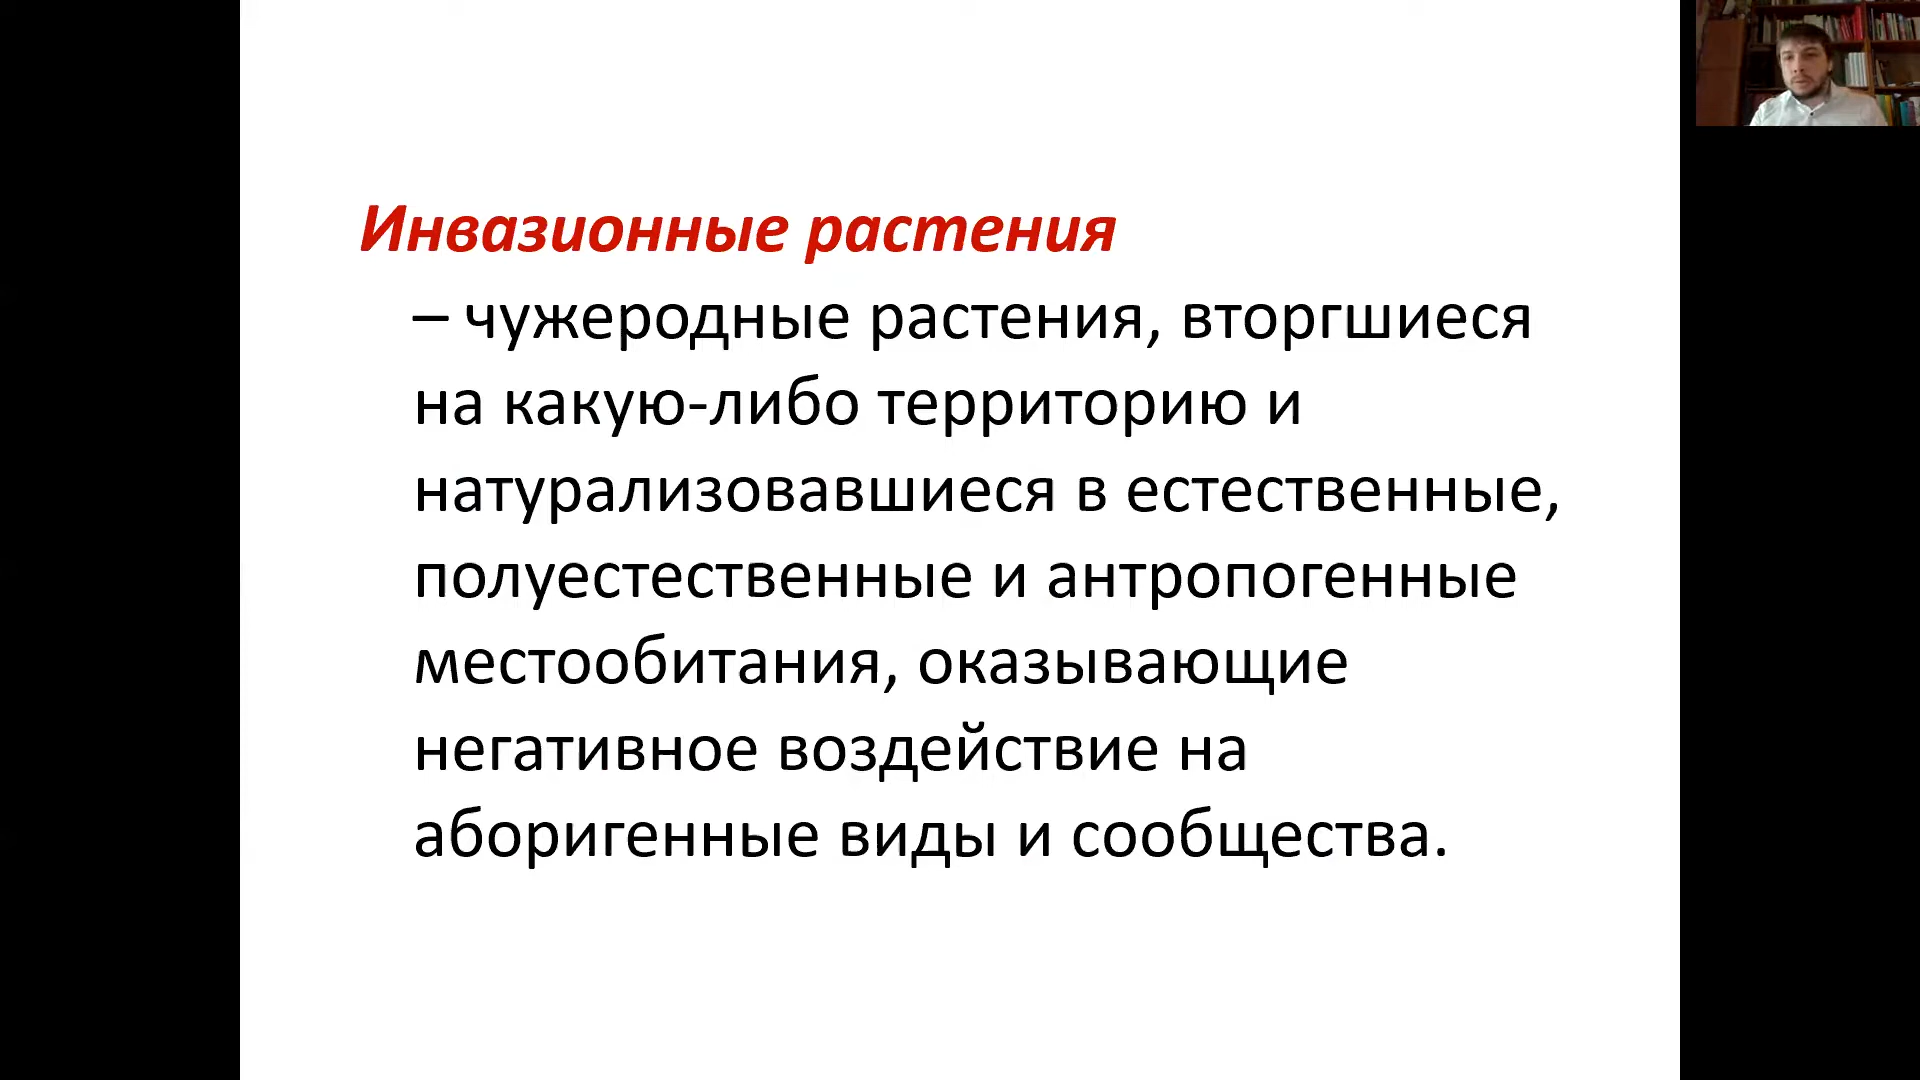 Инвазионные растения
– чужеродные растения, вторгшиеся
на какую-либо территорию и
натурализовавшиеся в естественные,
полуестественные и антропогенные
местообитания, оказывающие
негативное воздействие на
аборигенные виды и сообщества.